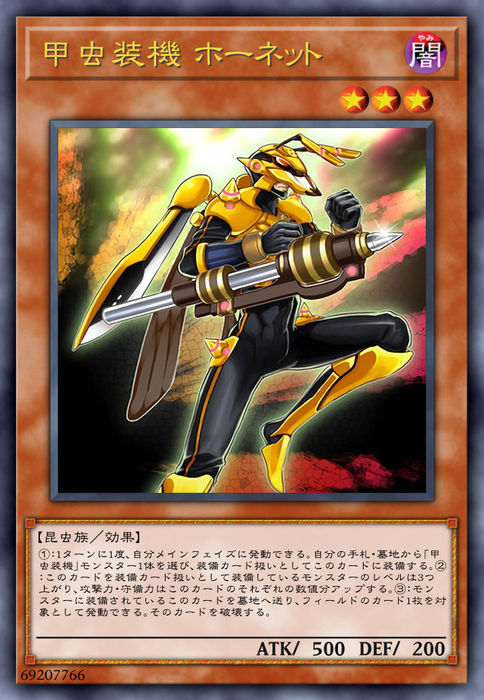 甲虫装機 ホーネット
やみ
闇
【昆虫族／効果】
①:1ターンに1度、自分メインフェイズに発動できる。自分の手札・墓地から「甲
虫装機」モンスター1体を選び、装備カード扱いとしてこのカードに装備する。②
:このカードを装備カード扱いとして装備しているモンスターのレベルは3つ
上がり、攻撃力・守備力はこのカードのそれぞれの数値分アップする。③:モン
スターに装備されているこのカードを墓地へ送り、フィールドのカード1枚を対
象として発動できる。そのカードを破壊する。
ATK/ 500 DEF/ 200
69207766